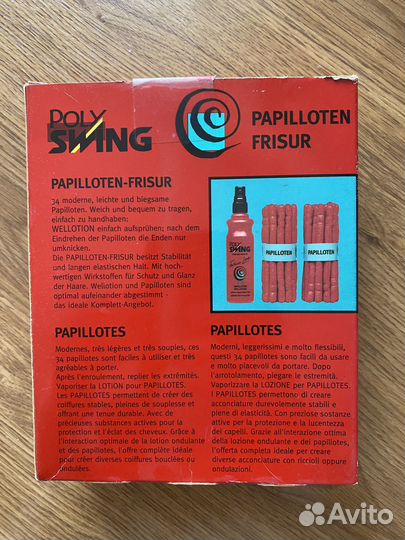 POLY
SWING
PAPILLOTEN
FRISUR
PAPILLOTEN-FRISUR
34 moderne, leichte und biegsame
Papilloten. Weich und bequem zu tragen,
einfach zu handhaben:
WELLOTION einfach aufsprühen; nach dem
Eindrehen der Papilloten die Enden nur
umknicken.
Die PAPILLOTEN-FRISUR besitzt Stabilität
und langen elastischen Halt. Mit hoch-
wertigen Wirkstoffen für Schutz und Glanz
der Haare. Wellotion und Papilloten sind
optimal aufeinander abgestimmt -
das ideale Komplett-Angebot.
POLY
SWING
PAPILLOTEN
PAPILLOTEN
PAPILLOTES
Modernes, très légères et très souples, ces
34 papillotes sont faciles à utiliser et très
agréables à porter.
Après l'enroulement, replier les extrêmités.
Vaporiser la LOTION pour PAPILLOTES.
Les PAPILLOTES permettent de créer des
coiffures stables, pleines de souplesse et
offrant une tenue durable. Avec de
précieuses substances actives pour la
protection et l'éclat des cheveux. Grâce à
l'interaction optimale de la lotion ondulante
et des papillotes, l'offre complète idéale
pour créer diverses coiffures bouclées ou
ondulées.
PAPILLOTES
Moderni, leggerissimi e molto flessibili,
questi 34 papillotes sono facili da usare
e molto piacevoli da portare. Dopo
l'arrotolamento, piegare le estremità.
Vaporizzare la LOZIONE per PAPILLOTES.
I PAPILLOTES permettono di creare
acconciature durevolmente stabili e
piene di elasticità. Con preziose sostanze
attive per la protezione e la lucentezza
dei capelli. Grazie all'interazione ottima
della lozione ondulante e dei papillotes,
l'offerta completa ideale per creare
diverse acconciature con riccioli oppure
ondulazioni.
Avito